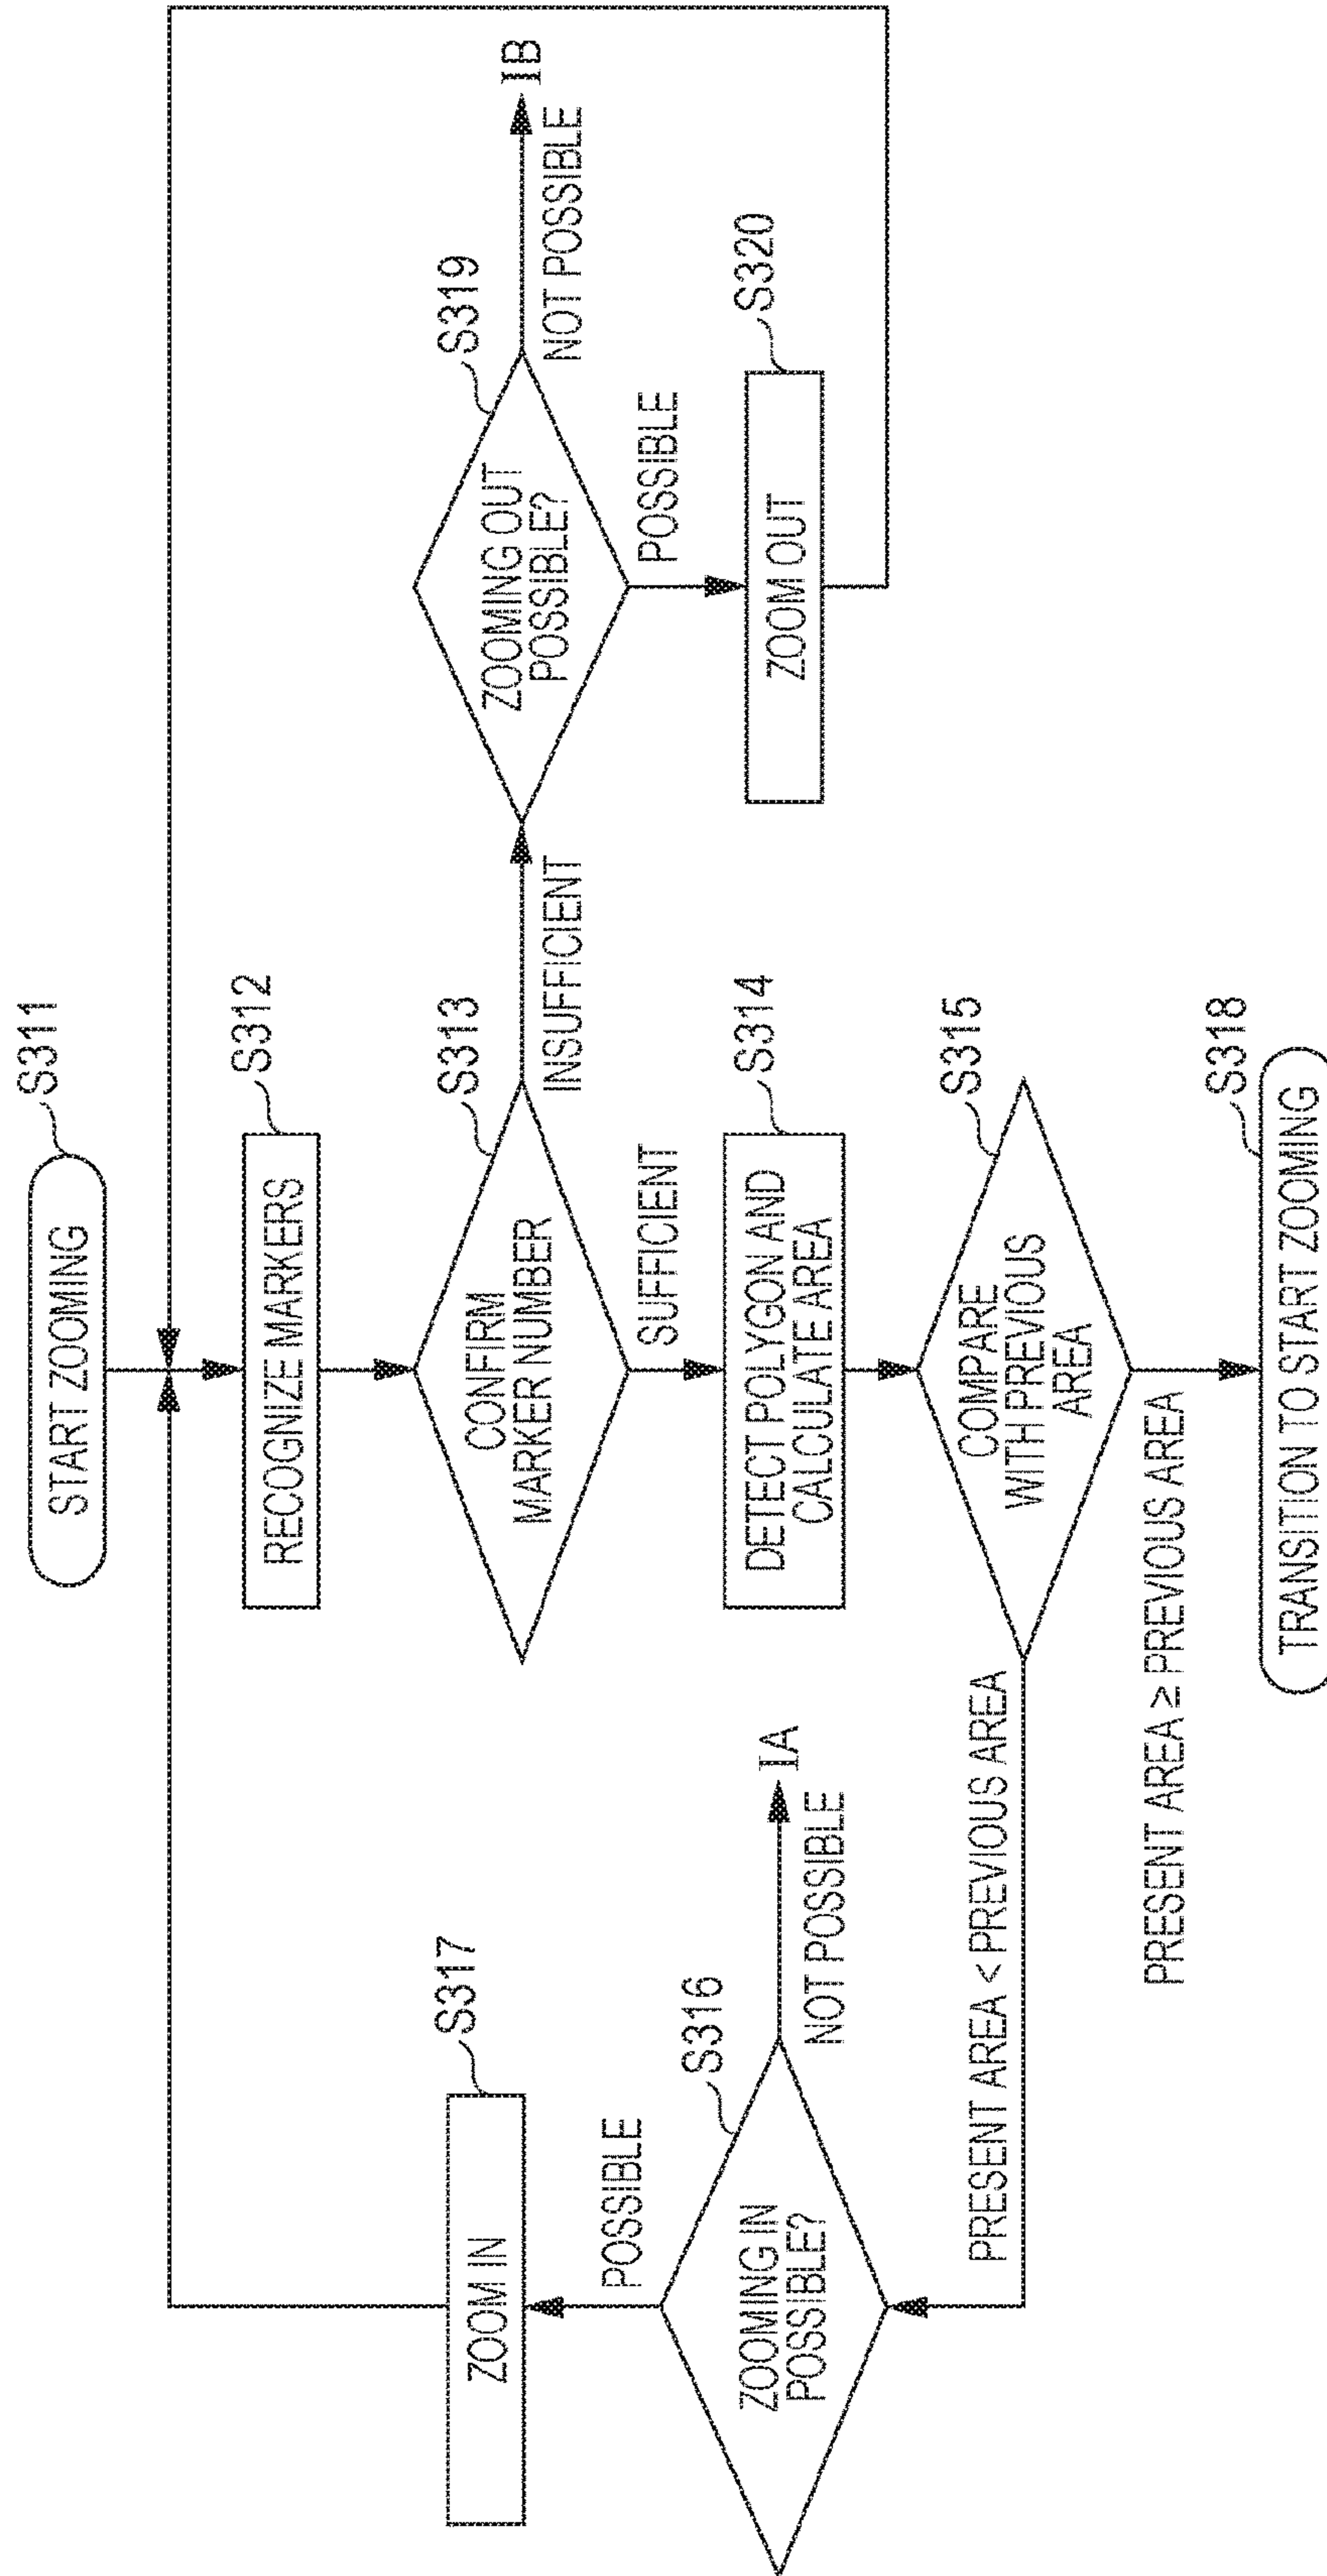 START ZOOMING
S311
RECOGNIZE MARKERS
S312
CONFIRM
MARKER NUMBER
S313
INSUFFICIENT
SUFFICIENT
ZOOMING OUT
POSSIBLE?
S319
NOT POSSIBLE
IB
POSSIBLE
ZOOM OUT
S320
DETECT POLYGON AND
CALCULATE AREA
S314
COMPARE
WITH PREVIOUS
AREA
S315
PRESENT AREA < PREVIOUS AREA
PRESENT AREA ≥ PREVIOUS AREA
ZOOMING IN
POSSIBLE?
S316
NOT POSSIBLE
IA
POSSIBLE
ZOOM IN
S317
TRANSITION TO START ZOOMING
S318